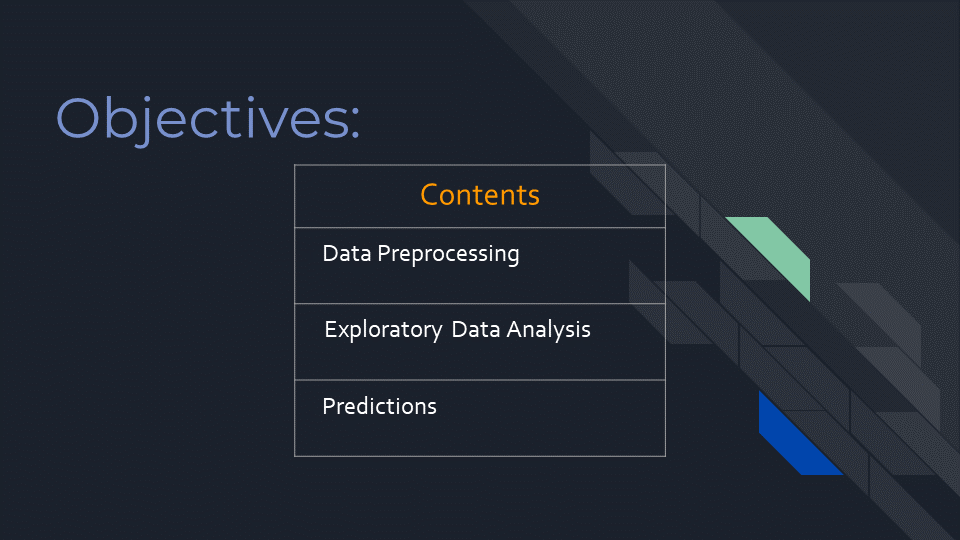 Objectives:
Contents
Data Preprocessing
Exploratory Data Analysis
Predictions